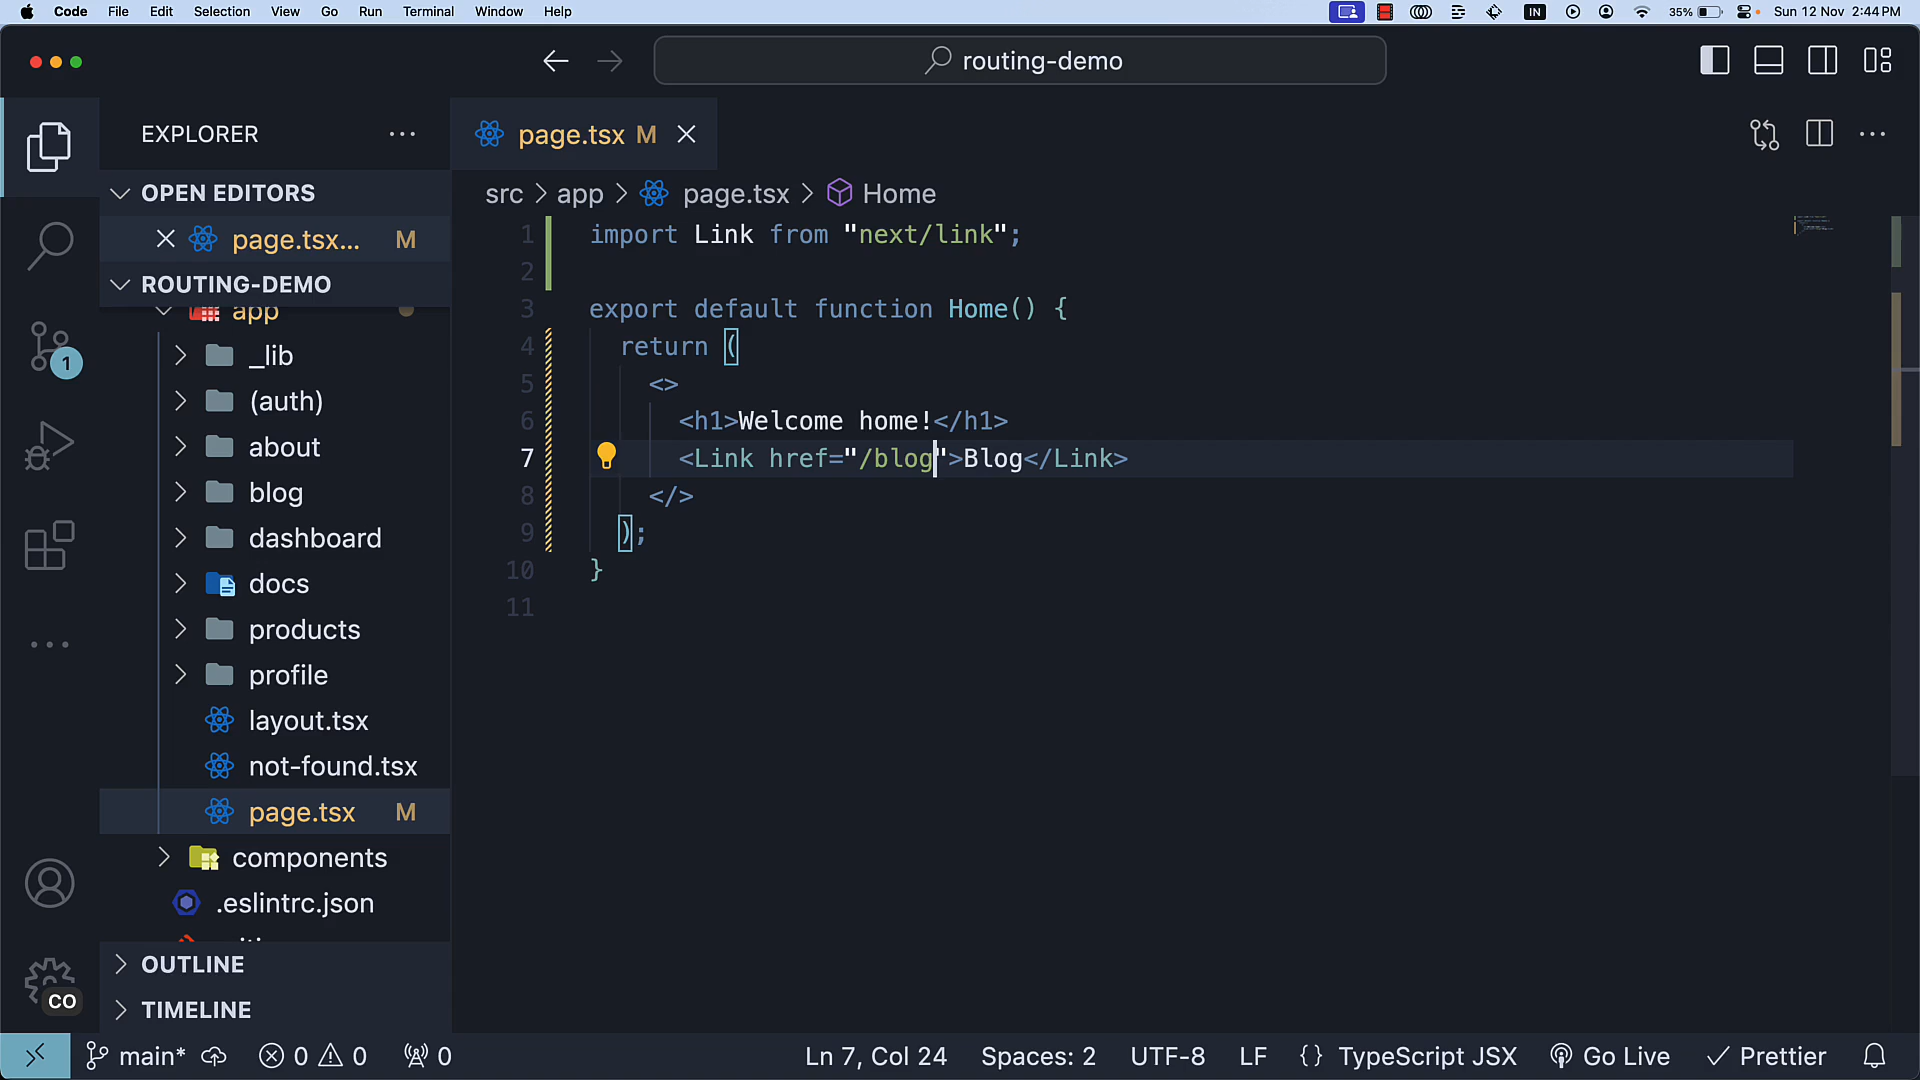 Code File Edit Selection View Go Run Terminal Window Help IN 35% Sun 12 Nov 2:44 PM
routing-demo
EXPLORER
OPEN EDITORS
page.tsx... M
ROUTING-DEMO
app
_lib
(auth)
about
blog
dashboard
docs
products
profile
layout.tsx
not-found.tsx
page.tsx M
components
.eslintrc.json
OUTLINE
TIMELINE
1
CO
page.tsx M
src > app > page.tsx > Home
1 import Link from "next/link";
2
3 export default function Home() {
4 return (
5 <>
6 <h1>Welcome home!</h1>
7 <Link href="/blog">Blog</Link>
8 </>
9 );
10 }
11
main* 0 0 0 Ln 7, Col 24 Spaces: 2 UTF-8 LF {} TypeScript JSX Go Live Prettier